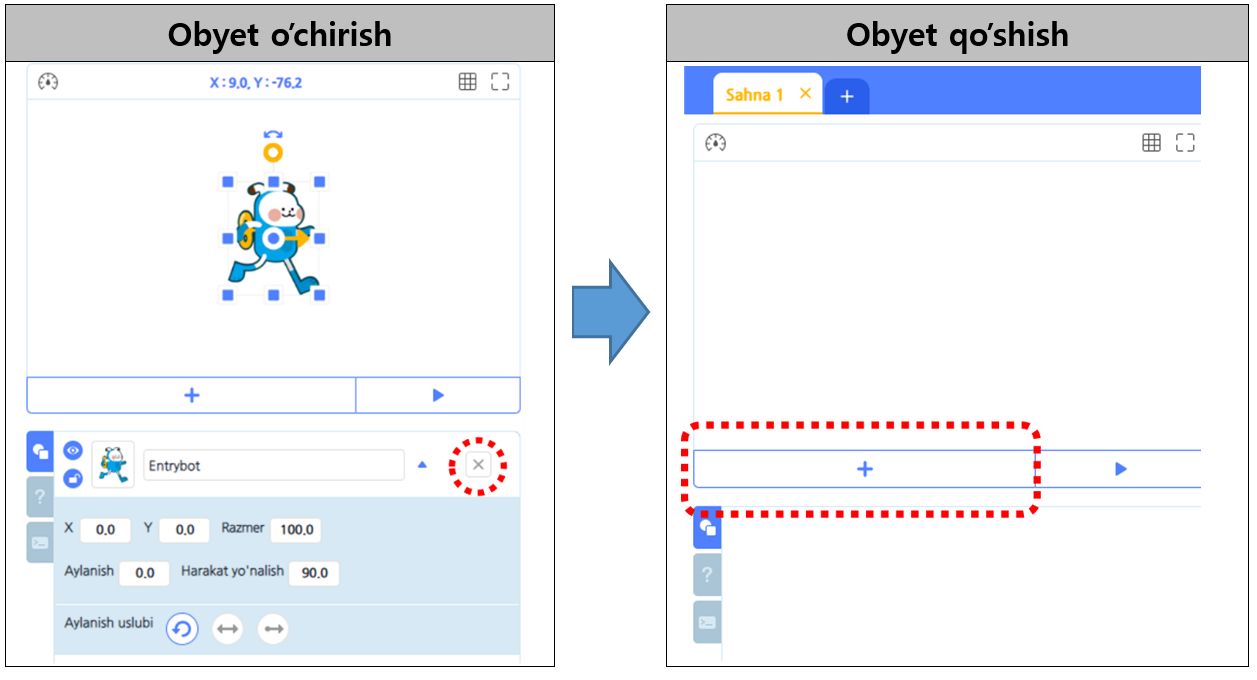 Obyet o’chirish
X : 9.0, Y : -76.2
Entrybot
X 0.0 Y 0.0 Razmer 100.0
Aylanish 0.0 Harakat yo'nalish 90.0
Aylanish uslubi
Obyet qo’shish
Sahna 1